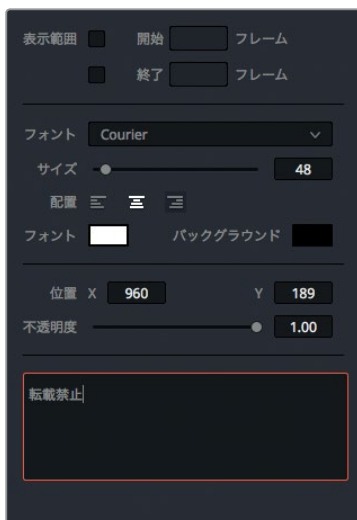 表示範囲 開始 フレーム
終了 フレーム
フォント Courier
サイズ 48
配置
フォント バックグラウンド
位置 X 960 Y 189
不透明度 1.00
転載禁止